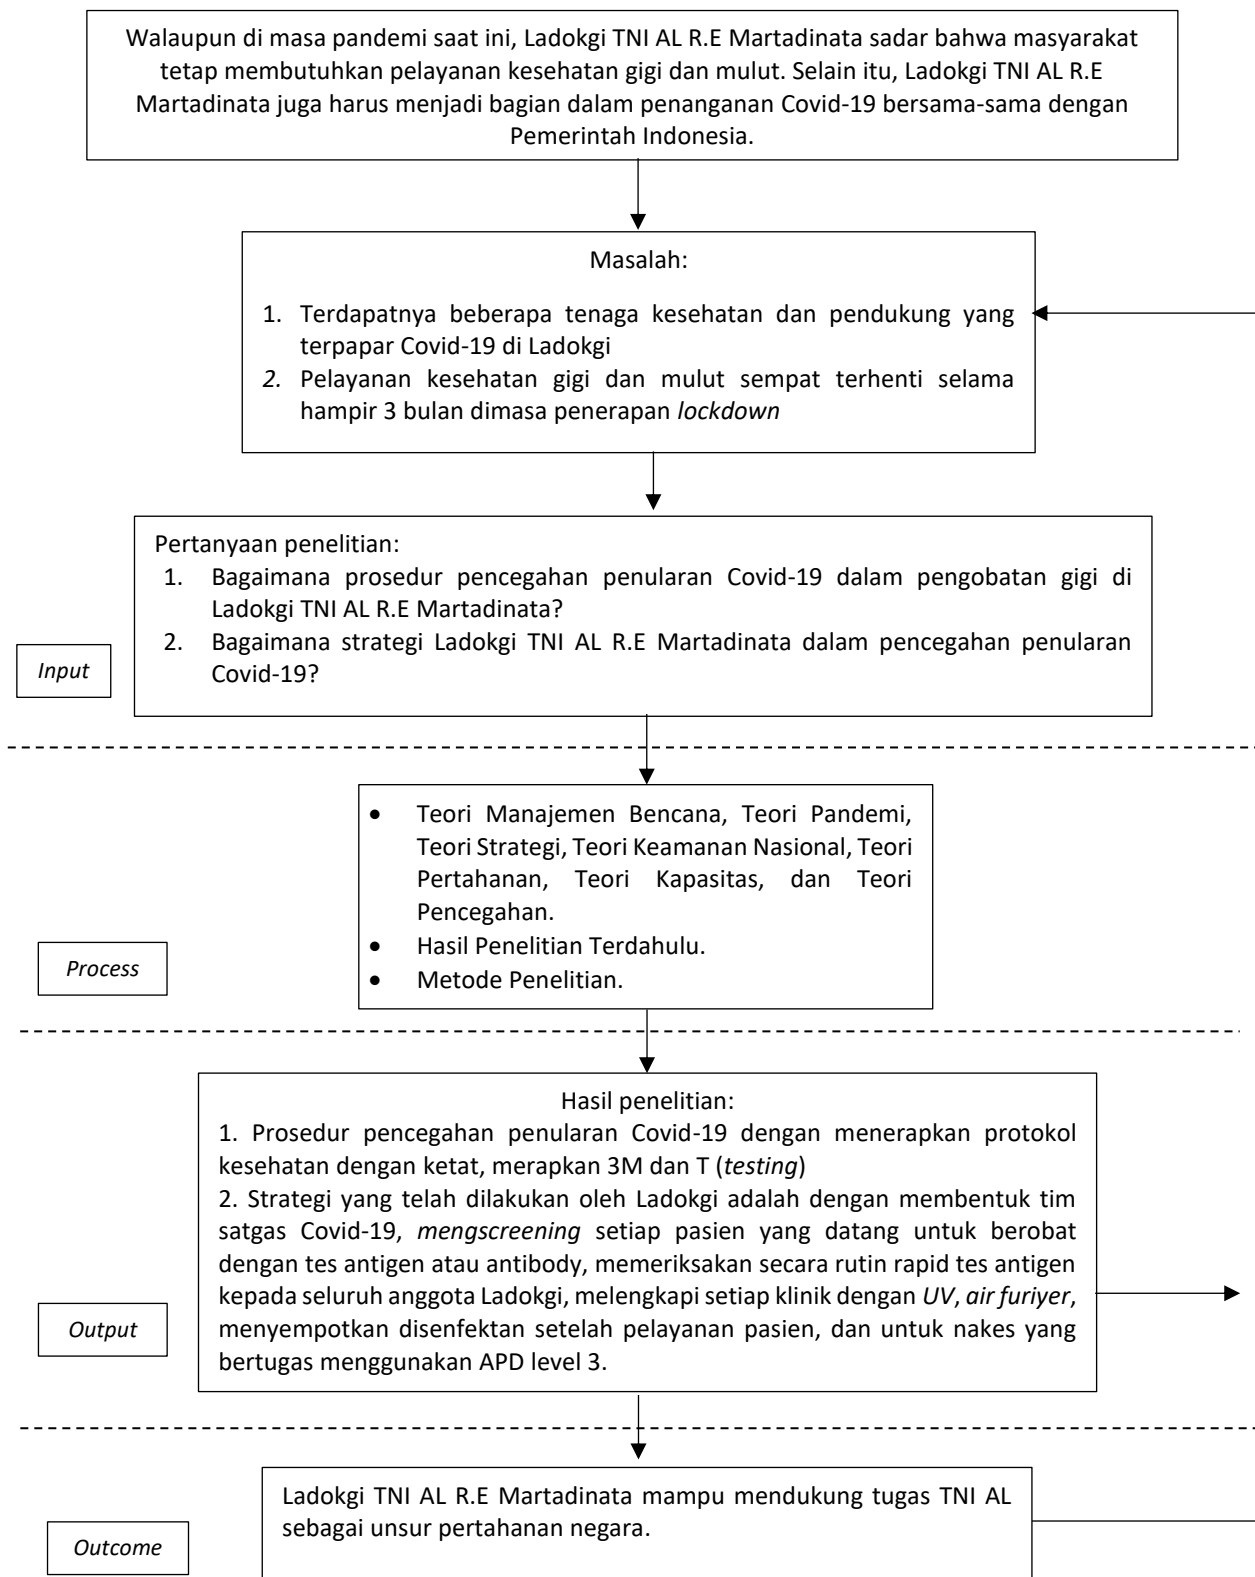 Walaupun di masa pandemi saat ini, Ladokgi TNI AL R.E Martadinata sadar bahwa masyarakat
tetap membutuhkan pelayanan kesehatan gigi dan mulut. Selain itu, Ladokgi TNI AL R.E
Martadinata juga harus menjadi bagian dalam penanganan Covid-19 bersama-sama dengan
Pemerintah Indonesia.
Masalah:
1. Terdapatnya beberapa tenaga kesehatan dan pendukung yang
terpapar Covid-19 di Ladokgi
2. Pelayanan kesehatan gigi dan mulut sempat terhenti selama
hampir 3 bulan dimasa penerapan lockdown
Pertanyaan penelitian:
1. Bagaimana prosedur pencegahan penularan Covid-19 dalam pengobatan gigi di
Ladokgi TNI AL R.E Martadinata?
2. Bagaimana strategi Ladokgi TNI AL R.E Martadinata dalam pencegahan penularan
Covid-19?
Input
• Teori Manajemen Bencana, Teori Pandemi,
Teori Strategi, Teori Keamanan Nasional, Teori
Pertahanan, Teori Kapasitas, dan Teori
Pencegahan.
• Hasil Penelitian Terdahulu.
• Metode Penelitian.
Process
Hasil penelitian:
1. Prosedur pencegahan penularan Covid-19 dengan menerapkan protokol
kesehatan dengan ketat, merapkan 3M dan T (testing)
2. Strategi yang telah dilakukan oleh Ladokgi adalah dengan membentuk tim
satgas Covid-19, mengscreening setiap pasien yang datang untuk berobat
dengan tes antigen atau antibody, memeriksakan secara rutin rapid tes antigen
kepada seluruh anggota Ladokgi, melengkapi setiap klinik dengan UV, air furiyer,
menyempotkan disenfektan setelah pelayanan pasien, dan untuk nakes yang
bertugas menggunakan APD level 3.
Output
Ladokgi TNI AL R.E Martadinata mampu mendukung tugas TNI AL
sebagai unsur pertahanan negara.
Outcome